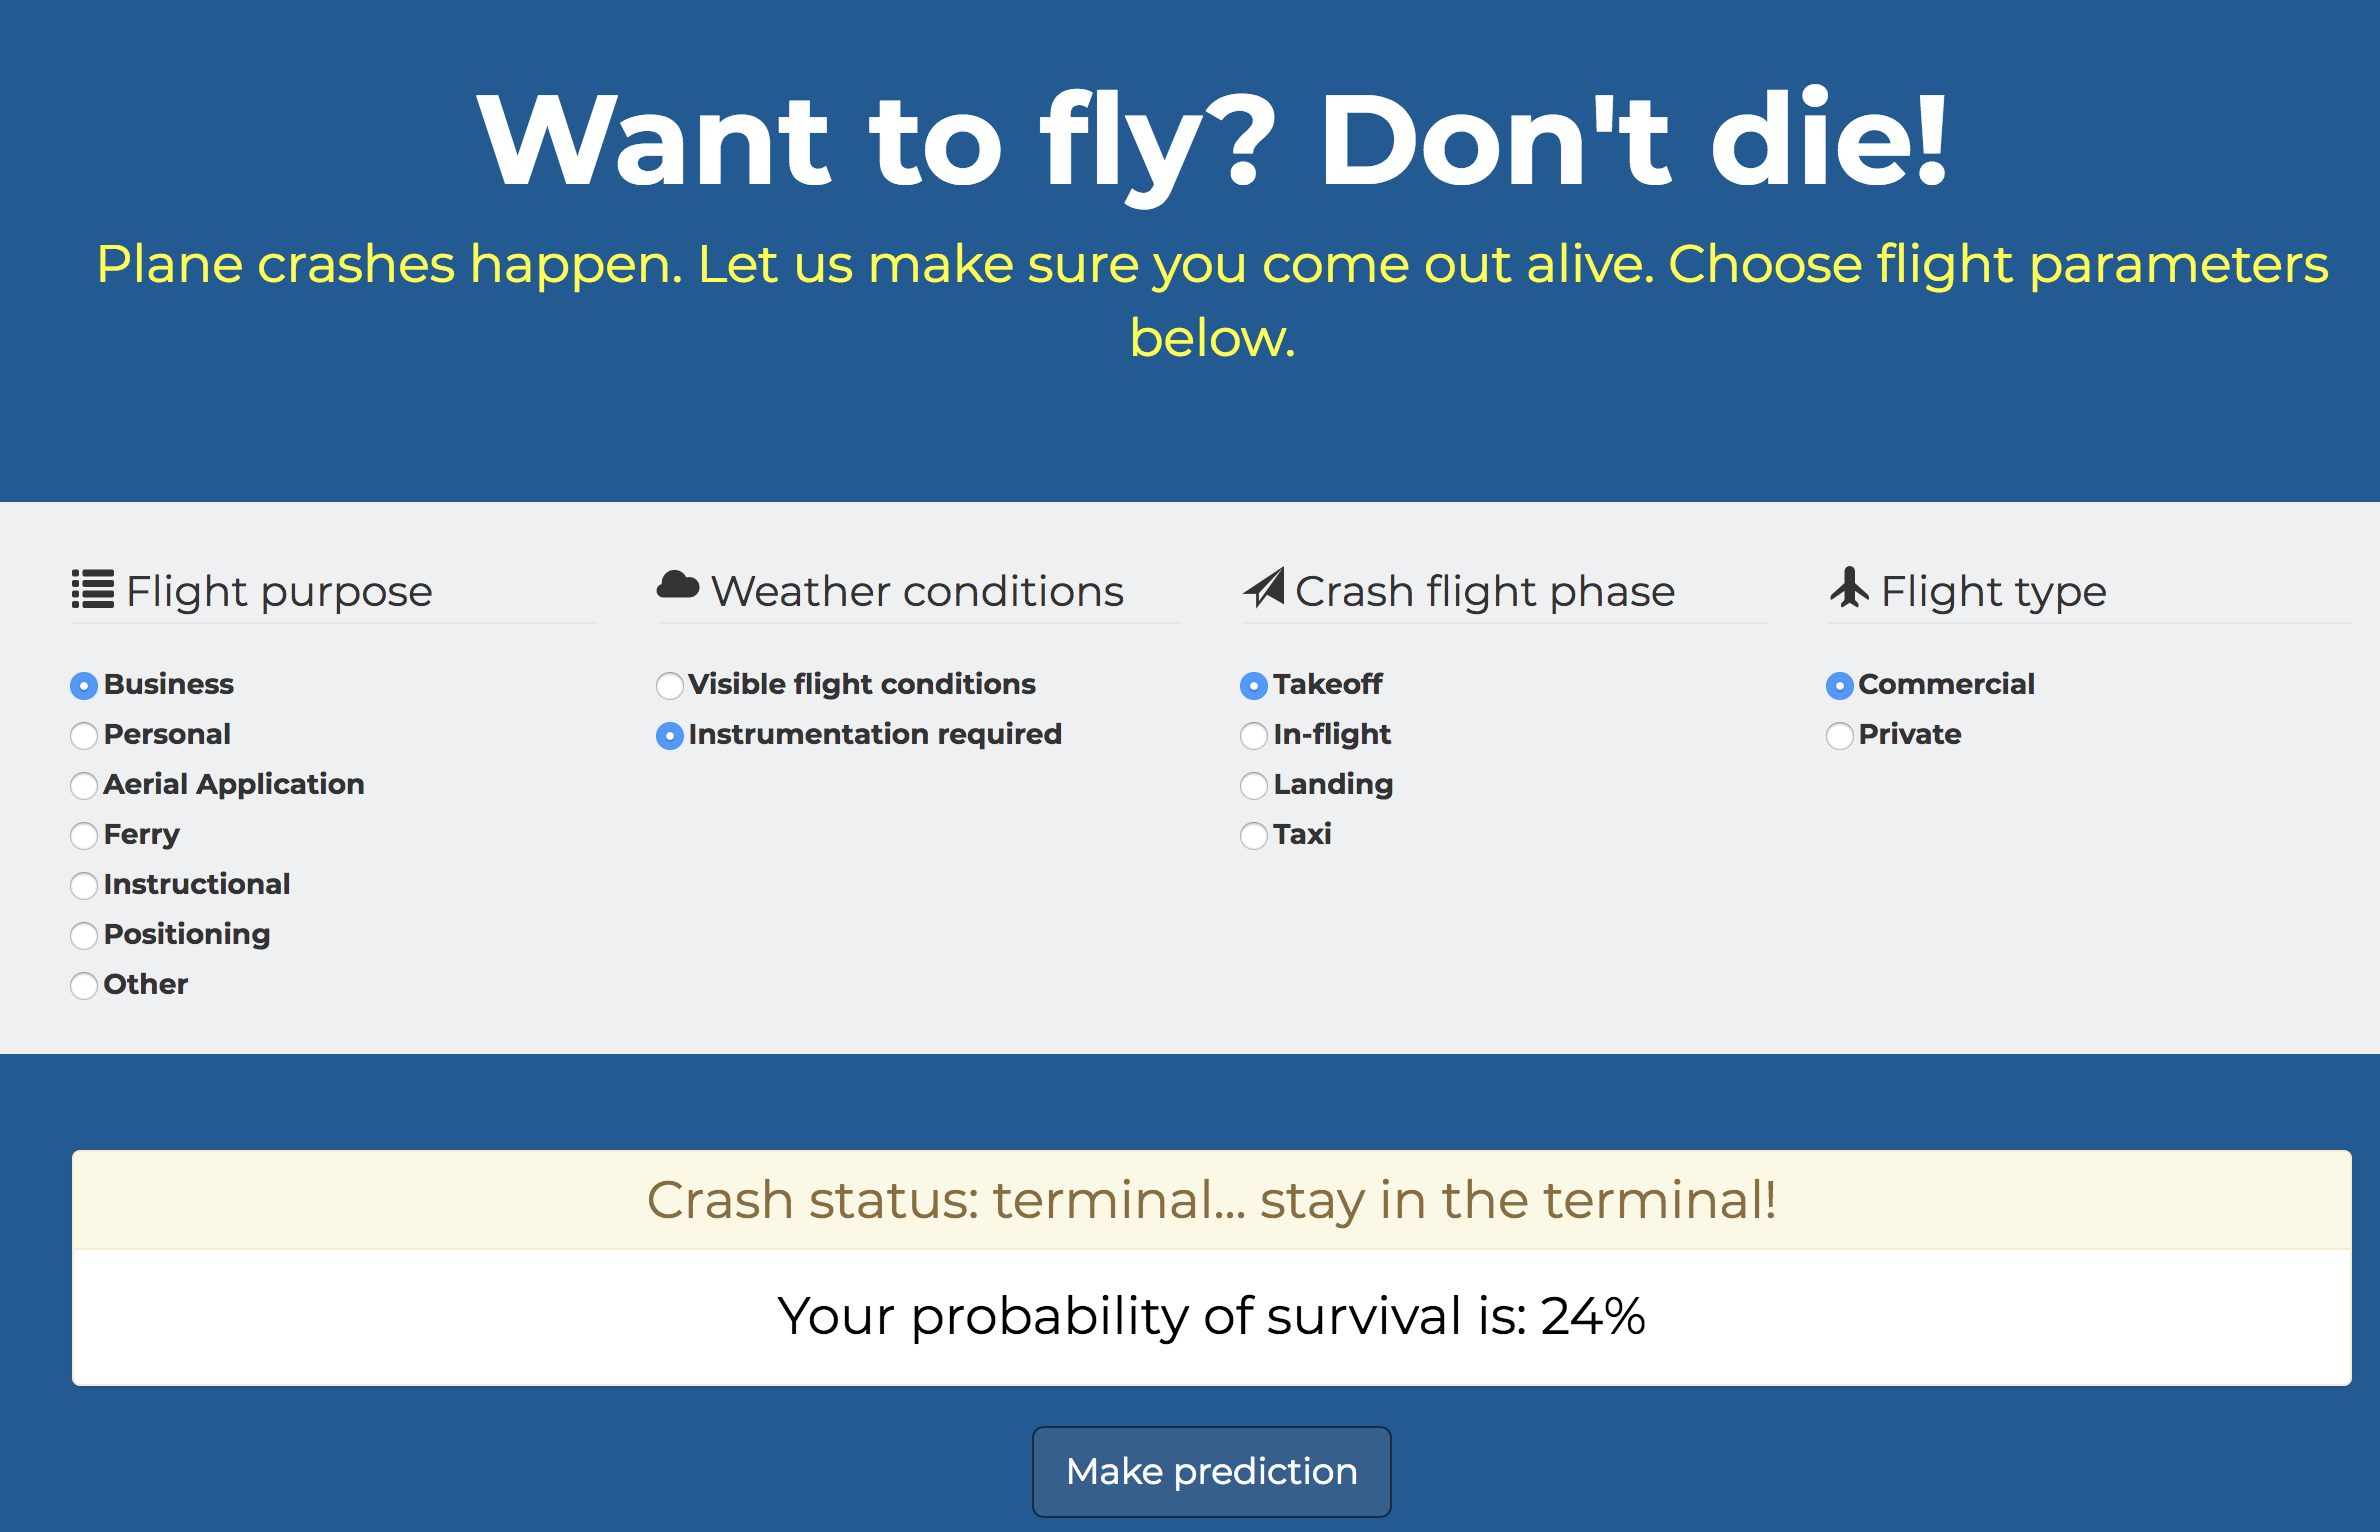 Want to fly? Don't die!
Plane crashes happen. Let us make sure you come out alive. Choose flight parameters
below.
Flight purpose
Business
Personal
Aerial Application
Ferry
Instructional
Positioning
Other
Weather conditions
Visible flight conditions
Instrumentation required
Crash flight phase
Takeoff
In-flight
Landing
Taxi
Flight type
Commercial
Private
Crash status: terminal... stay in the terminal!
Your probability of survival is: 24%
Make prediction